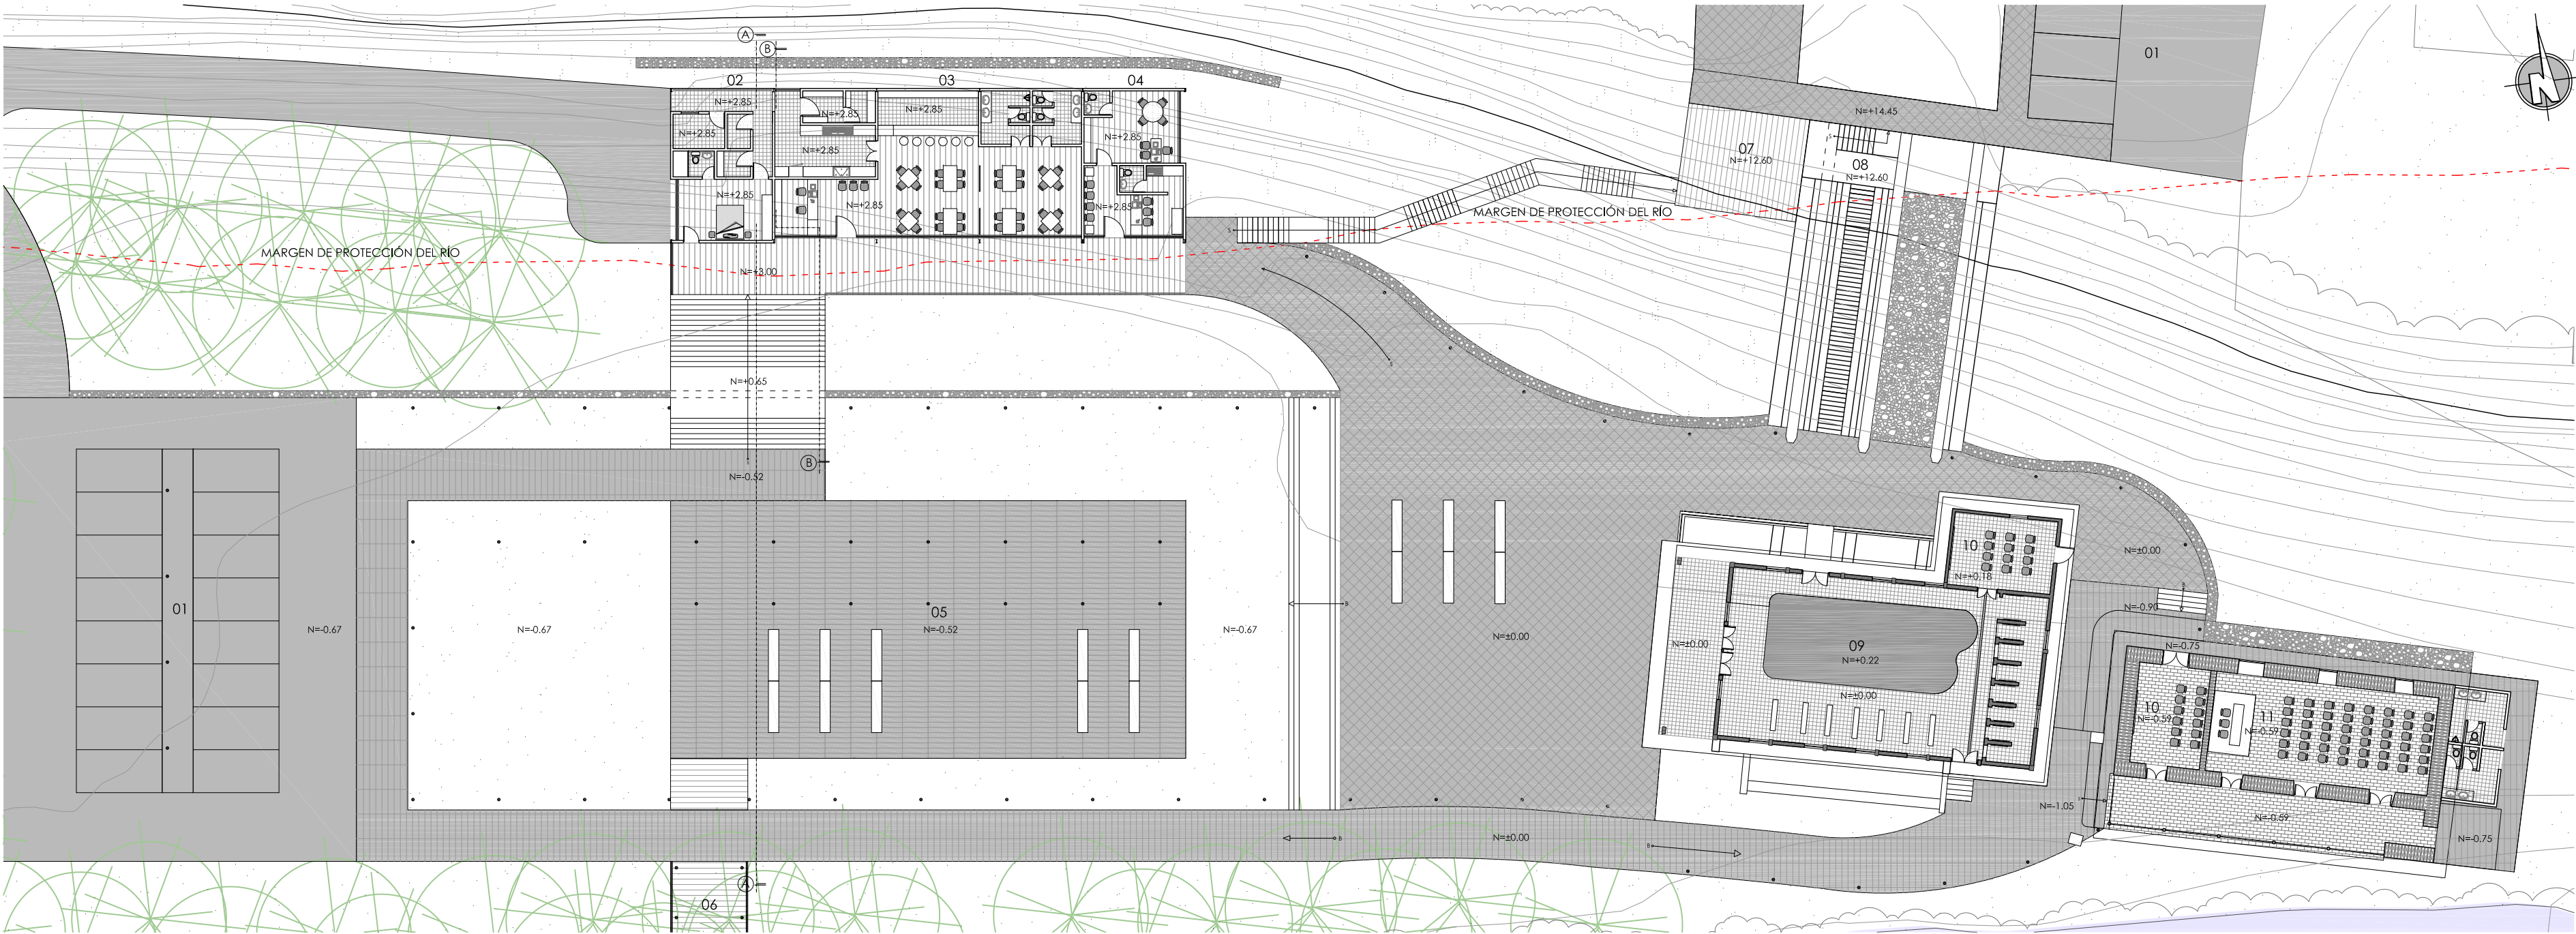 A
B
02
03
04
01
N
N=+2.85
N=+2.85
N=+2.85
N=+2.85
N=+2.85
N=+2.85
N=+14.45
07
N=+12.60
08
N=+12.60
N=+2.85
N=+2.85
N=+2.85
MARGEN DE PROTECCIÓN DEL RÍO
MARGEN DE PROTECCIÓN DEL RÍO
N=+3.00
S
S
N=+0.65
B
N=-0.52
S
10
N=+0.18
N=±0.00
01
N=-0.67
N=-0.67
05
N=-0.52
N=-0.67
B
N=±0.00
N=±0.00
09
N=+0.22
N=±0.00
N=-0.90
N=-0.75
10
N=-0.59
11
N=-0.59
N=-1.05
N=-0.59
N=-0.75
B
N=±0.00
B
A
06